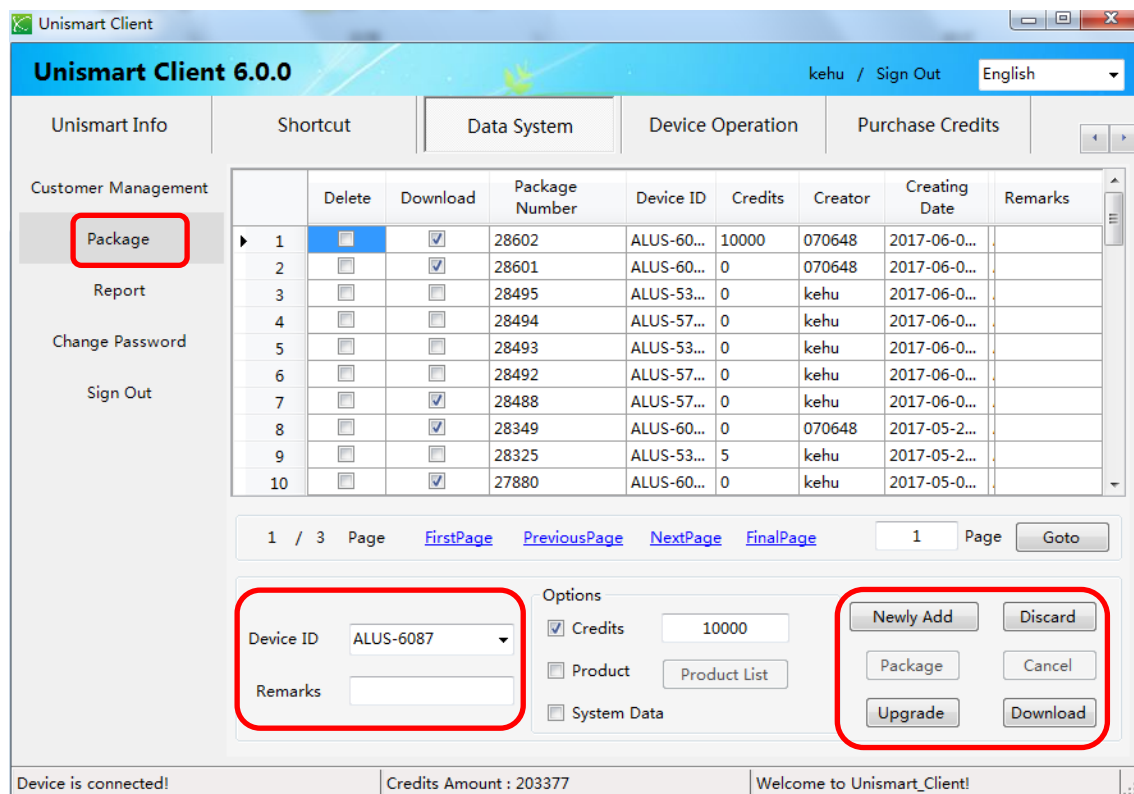 Unismart Client
Unismart Client 6.0.0
kehu / Sign Out English
Unismart Info Shortcut Data System Device Operation Purchase Credits
Customer Management
Package
Report
Change Password
Sign Out
Delete Download Package Number Device ID Credits Creator Creating Date Remarks
1 28602 ALUS-60... 10000 070648 2017-06-0...
2 28601 ALUS-60... 0 070648 2017-06-0...
3 28495 ALUS-53... 0 kehu 2017-06-0...
4 28494 ALUS-57... 0 kehu 2017-06-0...
5 28493 ALUS-53... 0 kehu 2017-06-0...
6 28492 ALUS-57... 0 kehu 2017-06-0...
7 28488 ALUS-57... 0 kehu 2017-06-0...
8 28349 ALUS-60... 0 070648 2017-05-2...
9 28325 ALUS-53... 5 kehu 2017-05-2...
10 27880 ALUS-60... 0 kehu 2017-05-0...
1 / 3 Page FirstPage PreviousPage NextPage FinalPage 1 Page Goto
Device ID ALUS-6087
Remarks
Options
Credits 10000
Product Product List
System Data
Newly Add Discard
Package Cancel
Upgrade Download
Device is connected! Credits Amount : 203377 Welcome to Unismart_Client!